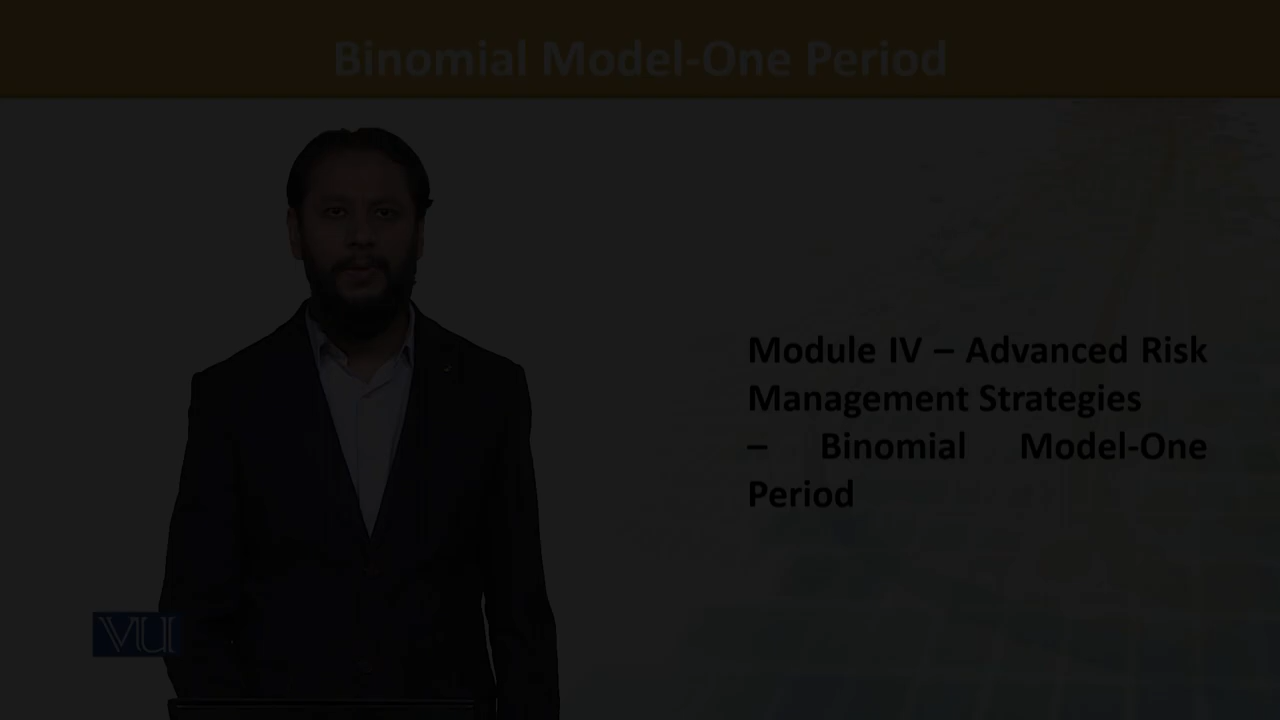 Binomial Model-One Period
Module IV – Advanced Risk
Management Strategies
– Binomial Model-One
Period
VU